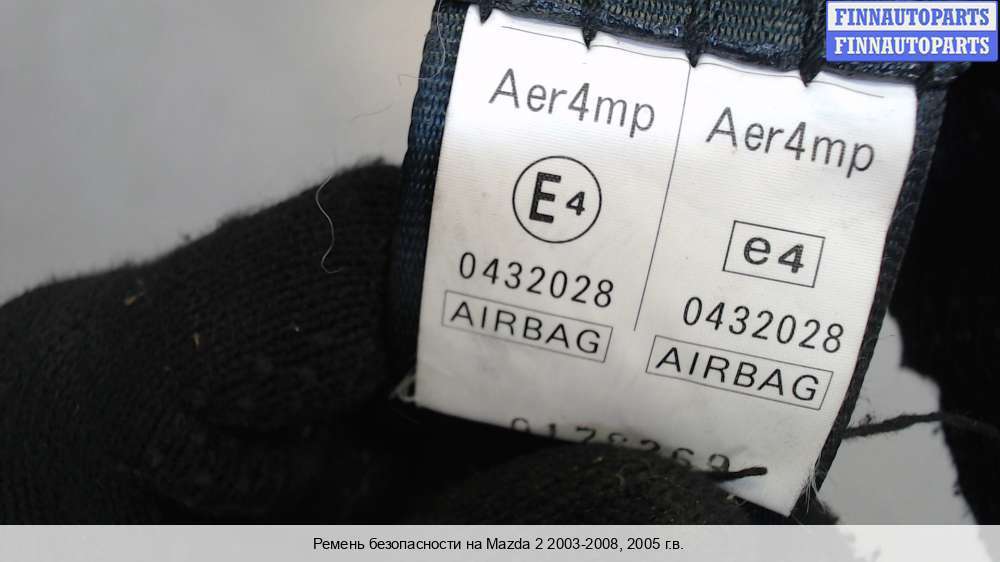 FINNAUTOPARTS
FINNAUTOPARTS
Aer4mp
E4
0432028
AIRBAG
Aer4mp
e4
0432028
AIRBAG
Ремень безопасности на Mazda 2 2003-2008, 2005 г.в.